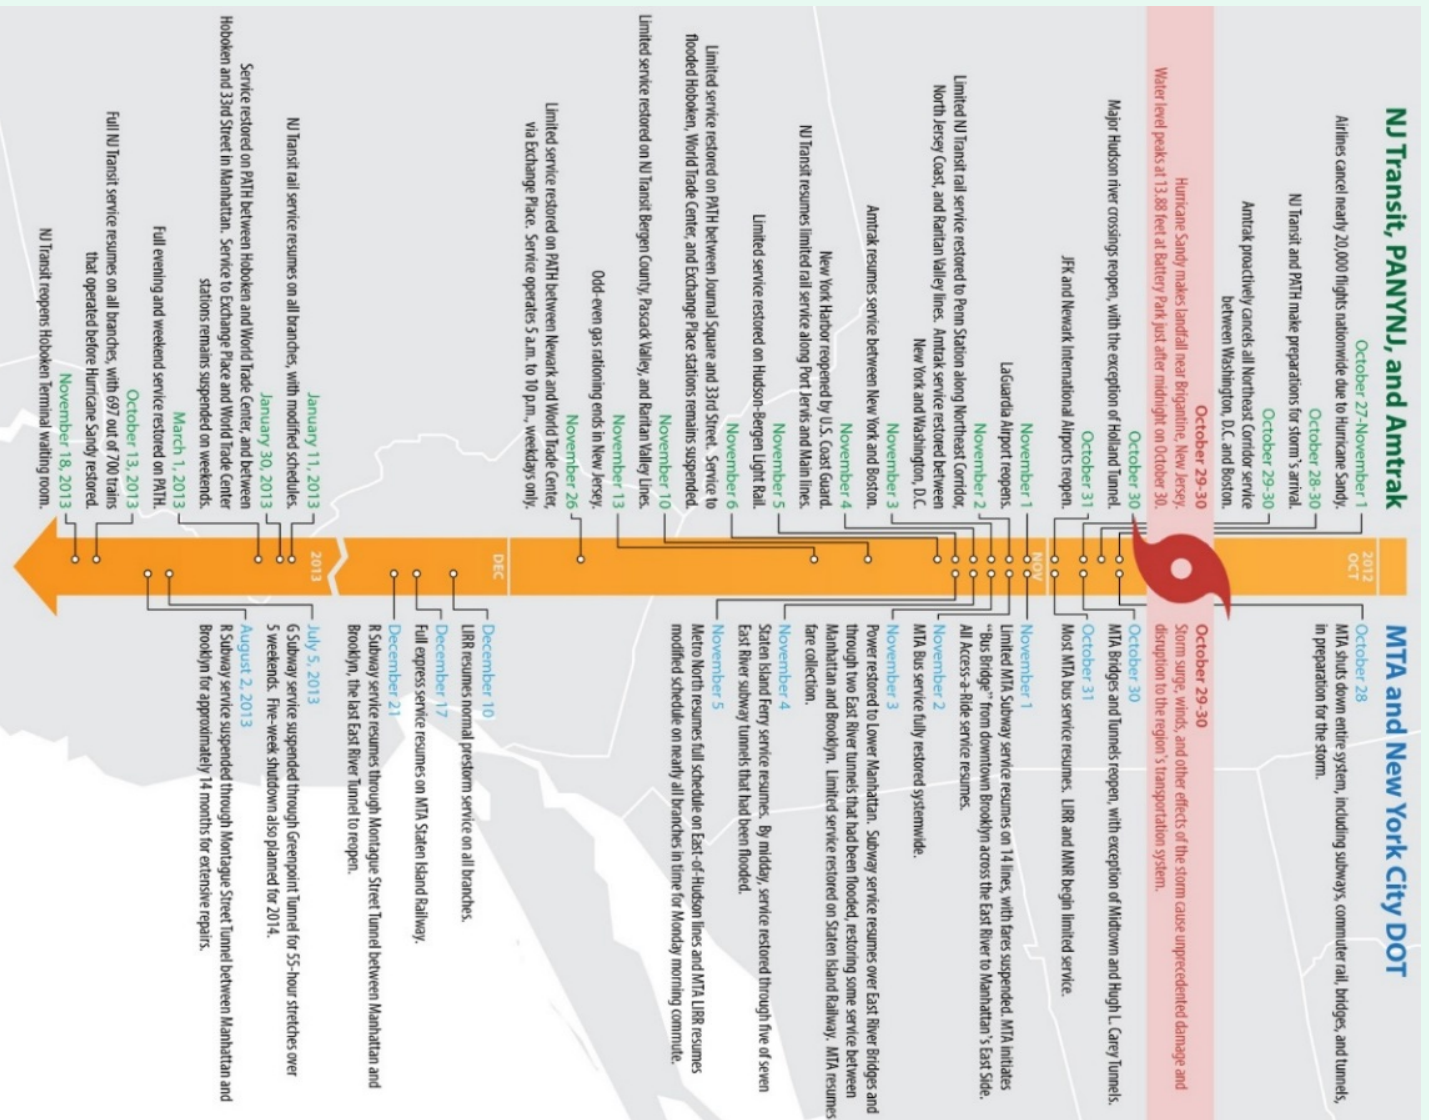 NJ Transit, PANYNJ, and Amtrak
October 27-November 1
Airlines cancel nearly 20,000 flights nationwide due to Hurricane Sandy.
October 28-30
NJ Transit and PATH make preparations for storm's arrival.
October 29-30
Amtrak proactively cancels all Northeast Corridor service
between Washington, D.C. and Boston.
October 29-30
Hurricane Sandy makes landfall near Brigantine, New Jersey.
Water level peaks at 13.88 feet at Battery Park just after midnight on October 30.
October 30
Major Hudson river crossings reopen, with the exception of Holland Tunnel.
October 31
JFK and Newark International Airports reopen.
November 1
LaGuardia Airport reopens.
November 2
Limited NJ Transit rail service restored to Penn Station along Northeast Corridor,
North Jersey Coast, and Raritan Valley lines. Amtrak service restored between
New York and Washington, D.C.
November 3
Amtrak resumes service between New York and Boston.
November 4
New York Harbor reopened by U.S. Coast Guard.
NJ Transit resumes limited rail service along Port Jervis and Main lines.
November 5
Limited service restored on Hudson-Bergen Light Rail.
November 6
Limited service restored on PATH between Journal Square and 33rd Street. Service to
flooded Hoboken, World Trade Center, and Exchange Place stations remains suspended.
November 10
Limited service restored on NJ Transit Bergen County, Pascack Valley, and Raritan Valley Lines.
November 13
Odd-even gas rationing ends in New Jersey.
November 26
Limited service restored on PATH between Newark and World Trade Center,
via Exchange Place. Service operates 5 a.m. to 10 p.m., weekdays only.
January 11, 2013
NJ Transit rail service resumes on all branches, with modified schedules.
January 30, 2013
Service restored on PATH between Hoboken and World Trade Center, and between
Hoboken and 33rd Street in Manhattan. Service to Exchange Place and World Trade Center
stations remains suspended on weekends.
March 1, 2013
Full evening and weekend service restored on PATH.
October 13, 2013
Full NJ Transit service resumes on all branches, with 697 out of 700 trains
that operated before Hurricane Sandy restored.
November 18, 2013
NJ Transit reopens Hoboken Terminal waiting room.
2012
OCT
NOV
DEC
2013
MTA and New York City DOT
October 28
MTA shuts down entire system, including subways, commuter rail, bridges, and tunnels,
in preparation for the storm.
October 29-30
Storm surge, winds, and other effects of the storm cause unprecedented damage and
disruption to the region's transportation system.
October 30
MTA Bridges and Tunnels reopen, with exception of Midtown and Hugh L. Carey Tunnels.
October 31
Most MTA bus service resumes. LIRR and MNR begin limited service.
November 1
Limited MTA Subway service resumes on 14 lines, with fares suspended. MTA initiates
"Bus Bridge" from downtown Brooklyn across the East River to Manhattan's East Side.
All Access-a-Ride service resumes.
November 2
MTA Bus service fully restored systemwide.
November 3
Power restored to Lower Manhattan. Subway service resumes over East River Bridges and
through two East River tunnels that had been flooded, restoring some service between
Manhattan and Brooklyn. Limited service restored on Staten Island Railway. MTA resumes
fare collection.
November 4
Staten Island Ferry service resumes. By midday, service restored through five of seven
East River subway tunnels that had been flooded.
November 5
Metro North resumes full schedule on East-of-Hudson lines and MTA LIRR resumes
modified schedule on nearly all branches in time for Monday morning commute.
December 10
LIRR resumes normal prestorm service on all branches.
December 17
Full express service resumes on MTA Staten Island Railway.
December 21
R Subway service resumes through Montague Street Tunnel between Manhattan and
Brooklyn, the last East River Tunnel to reopen.
July 5, 2013
G Subway service suspended through Greenpoint Tunnel for 55-hour stretches over
5 weekends. Five-week shutdown also planned for 2014.
August 2, 2013
R Subway service suspended through Montague Street Tunnel between Manhattan and
Brooklyn for approximately 14 months for extensive repairs.